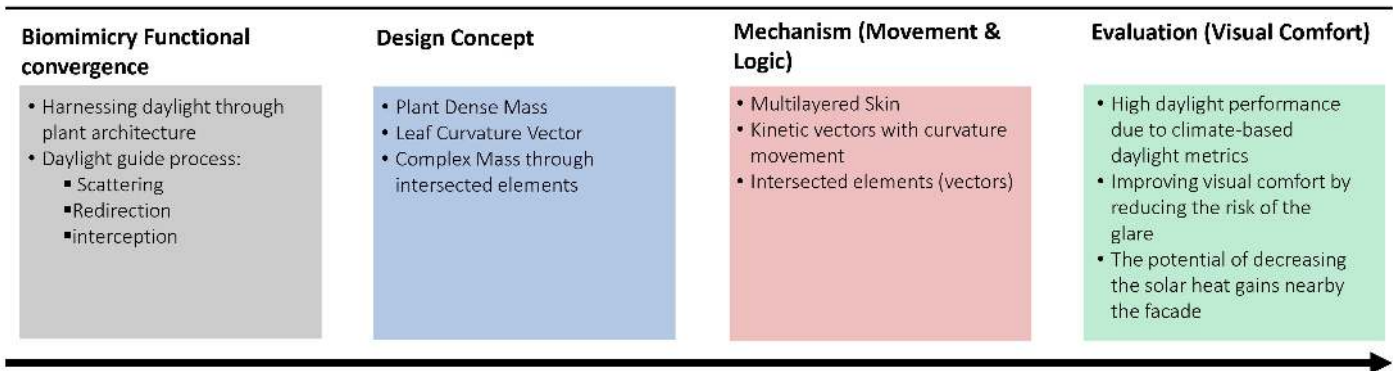 Biomimicry Functional
convergence
• Harnessing daylight through
plant architecture
• Daylight guide process:
▪ Scattering
▪Redirection
▪interception
Design Concept
• Plant Dense Mass
• Leaf Curvature Vector
• Complex Mass through
intersected elements
Mechanism (Movement &
Logic)
• Multilayered Skin
• Kinetic vectors with curvature
movement
• Intersected elements (vectors)
Evaluation (Visual Comfort)
• High daylight performance
due to climate-based
daylight metrics
• Improving visual comfort by
reducing the risk of the
glare
• The potential of decreasing
the solar heat gains nearby
the facade